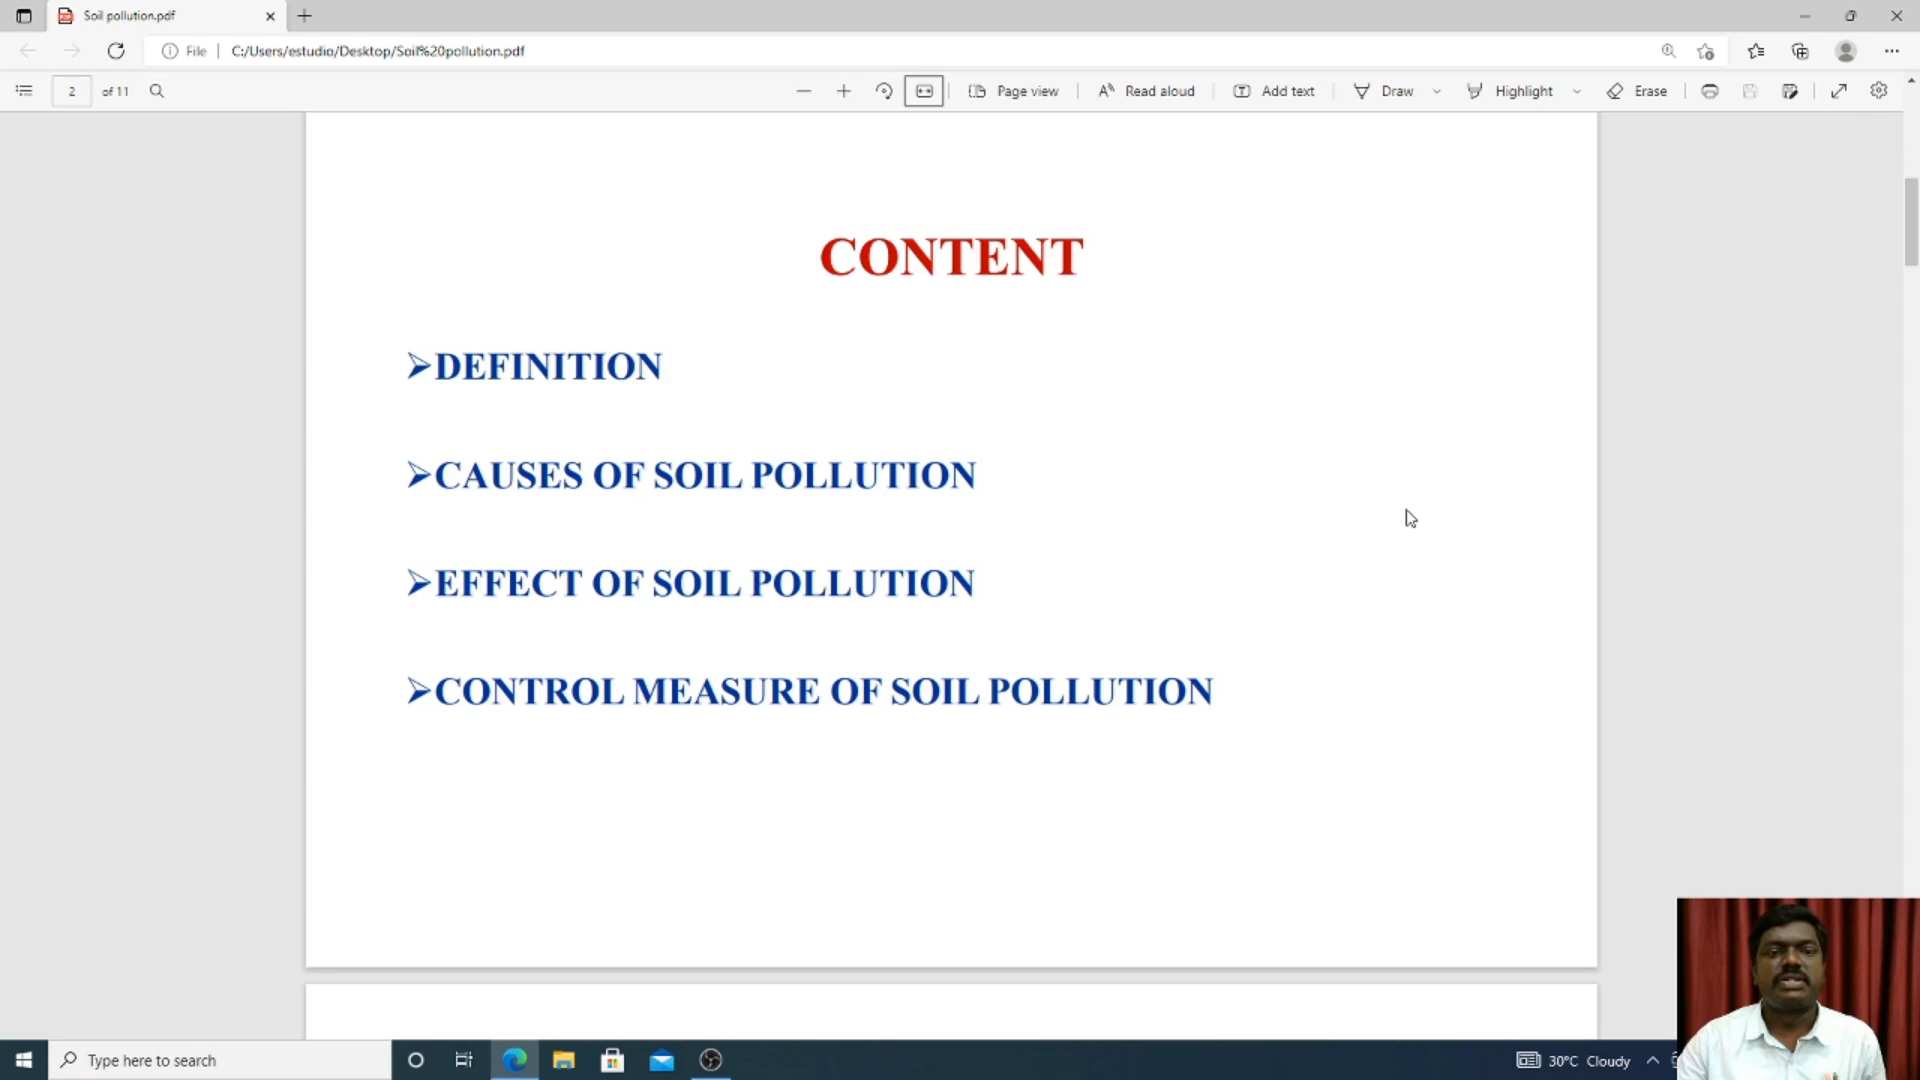 Soil pollution.pdf
File
C:/Users/estudio/Desktop/Soil%20pollution.pdf
2 of 11
Page view
Read aloud
Add text
Draw
Highlight
Erase
CONTENT
➢DEFINITION
➢CAUSES OF SOIL POLLUTION
➢EFFECT OF SOIL POLLUTION
➢CONTROL MEASURE OF SOIL POLLUTION
Type here to search
30°C Cloudy